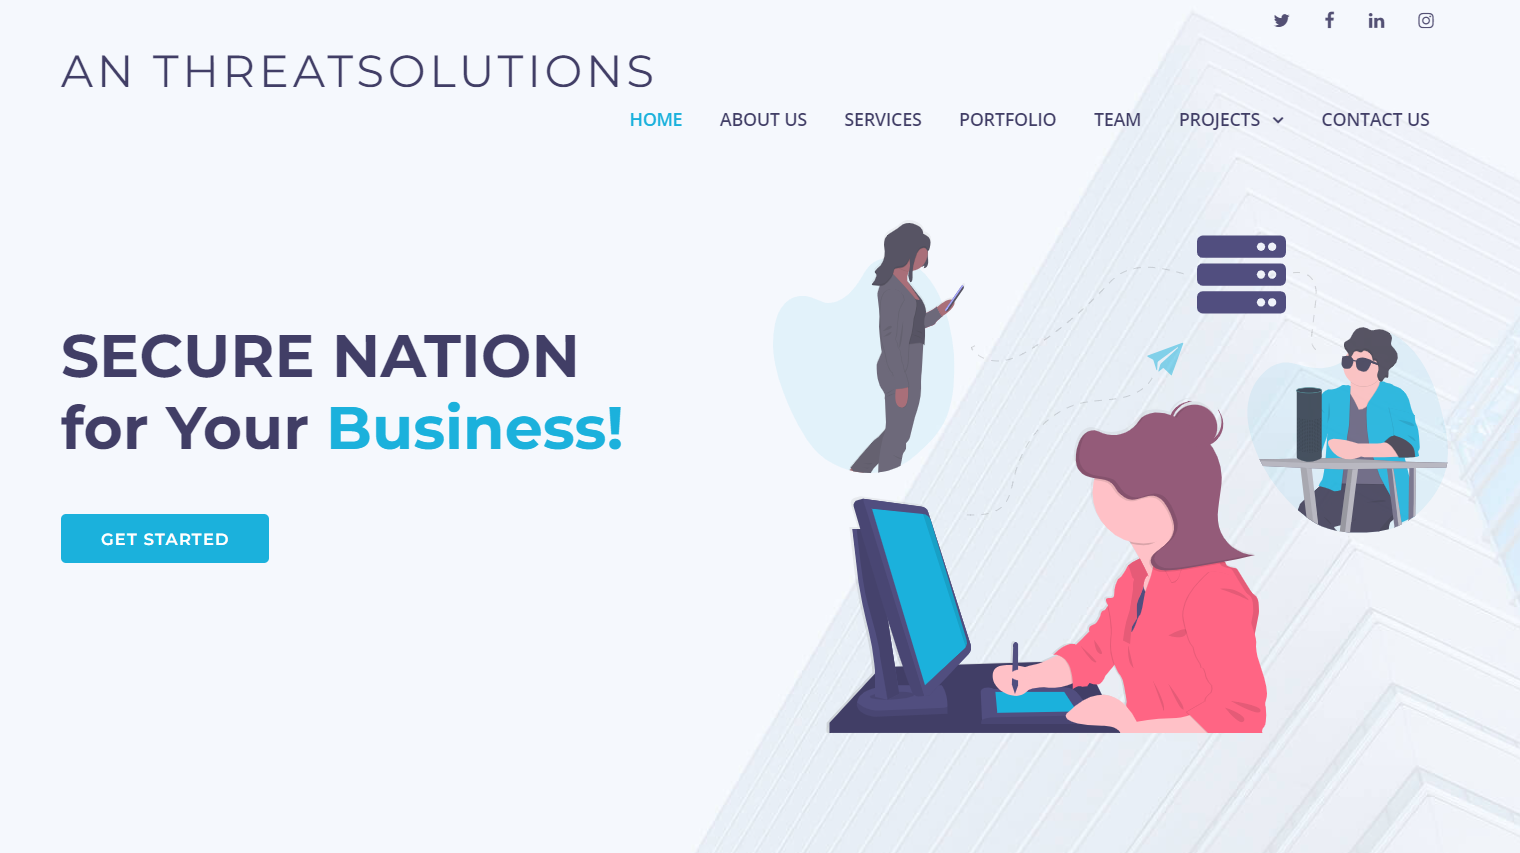 AN THREATSOLUTIONS
HOME ABOUT US SERVICES PORTFOLIO TEAM PROJECTS CONTACT US
SECURE NATION
for Your Business!
GET STARTED